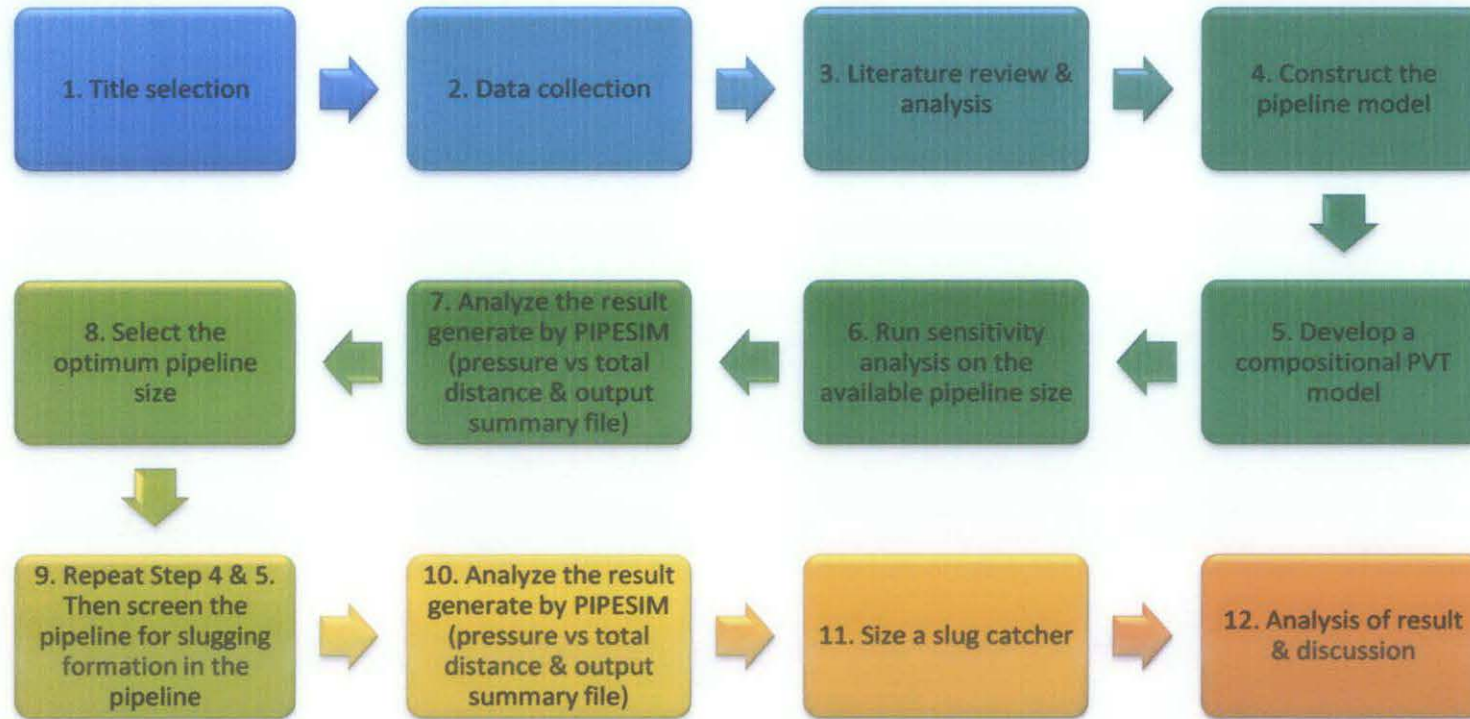 1. Title selection
2. Data collection
3. Literature review &
analysis
4. Construct the
pipeline model
5. Develop a
compositional PVT
model
6. Run sensitivity
analysis on the
available pipeline size
7. Analyze the result
generate by PIPESIM
(pressure vs total
distance & output
summary file)
8. Select the
optimum pipeline
size
9. Repeat Step 4 & 5.
Then screen the
pipeline for slugging
formation in the
pipeline
10. Analyze the result
generate by PIPESIM
(pressure vs total
distance & output
summary file)
11. Size a slug catcher
12. Analysis of result
& discussion